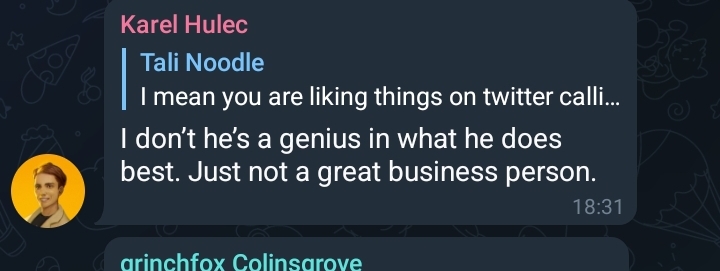 Karel Hulec
Tali Noodle
I mean you are liking things on twitter calli...
I don’t he’s a genius in what he does
best. Just not a great business person.
18:31
grinchfox Colinsgrove